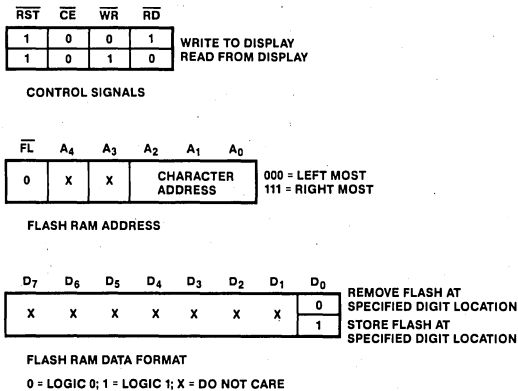 RST CE WR RD
1 0 0 1 WRITE TO DISPLAY
1 0 1 0 READ FROM DISPLAY
CONTROL SIGNALS
FL A4 A3 A2 A1 A0
0 X X CHARACTER ADDRESS 000 = LEFT MOST
111 = RIGHT MOST
FLASH RAM ADDRESS
D7 D6 D5 D4 D3 D2 D1 D0
X X X X X X X 0 REMOVE FLASH AT
SPECIFIED DIGIT LOCATION
1 STORE FLASH AT
SPECIFIED DIGIT LOCATION
FLASH RAM DATA FORMAT
0 = LOGIC 0; 1 = LOGIC 1; X = DO NOT CARE